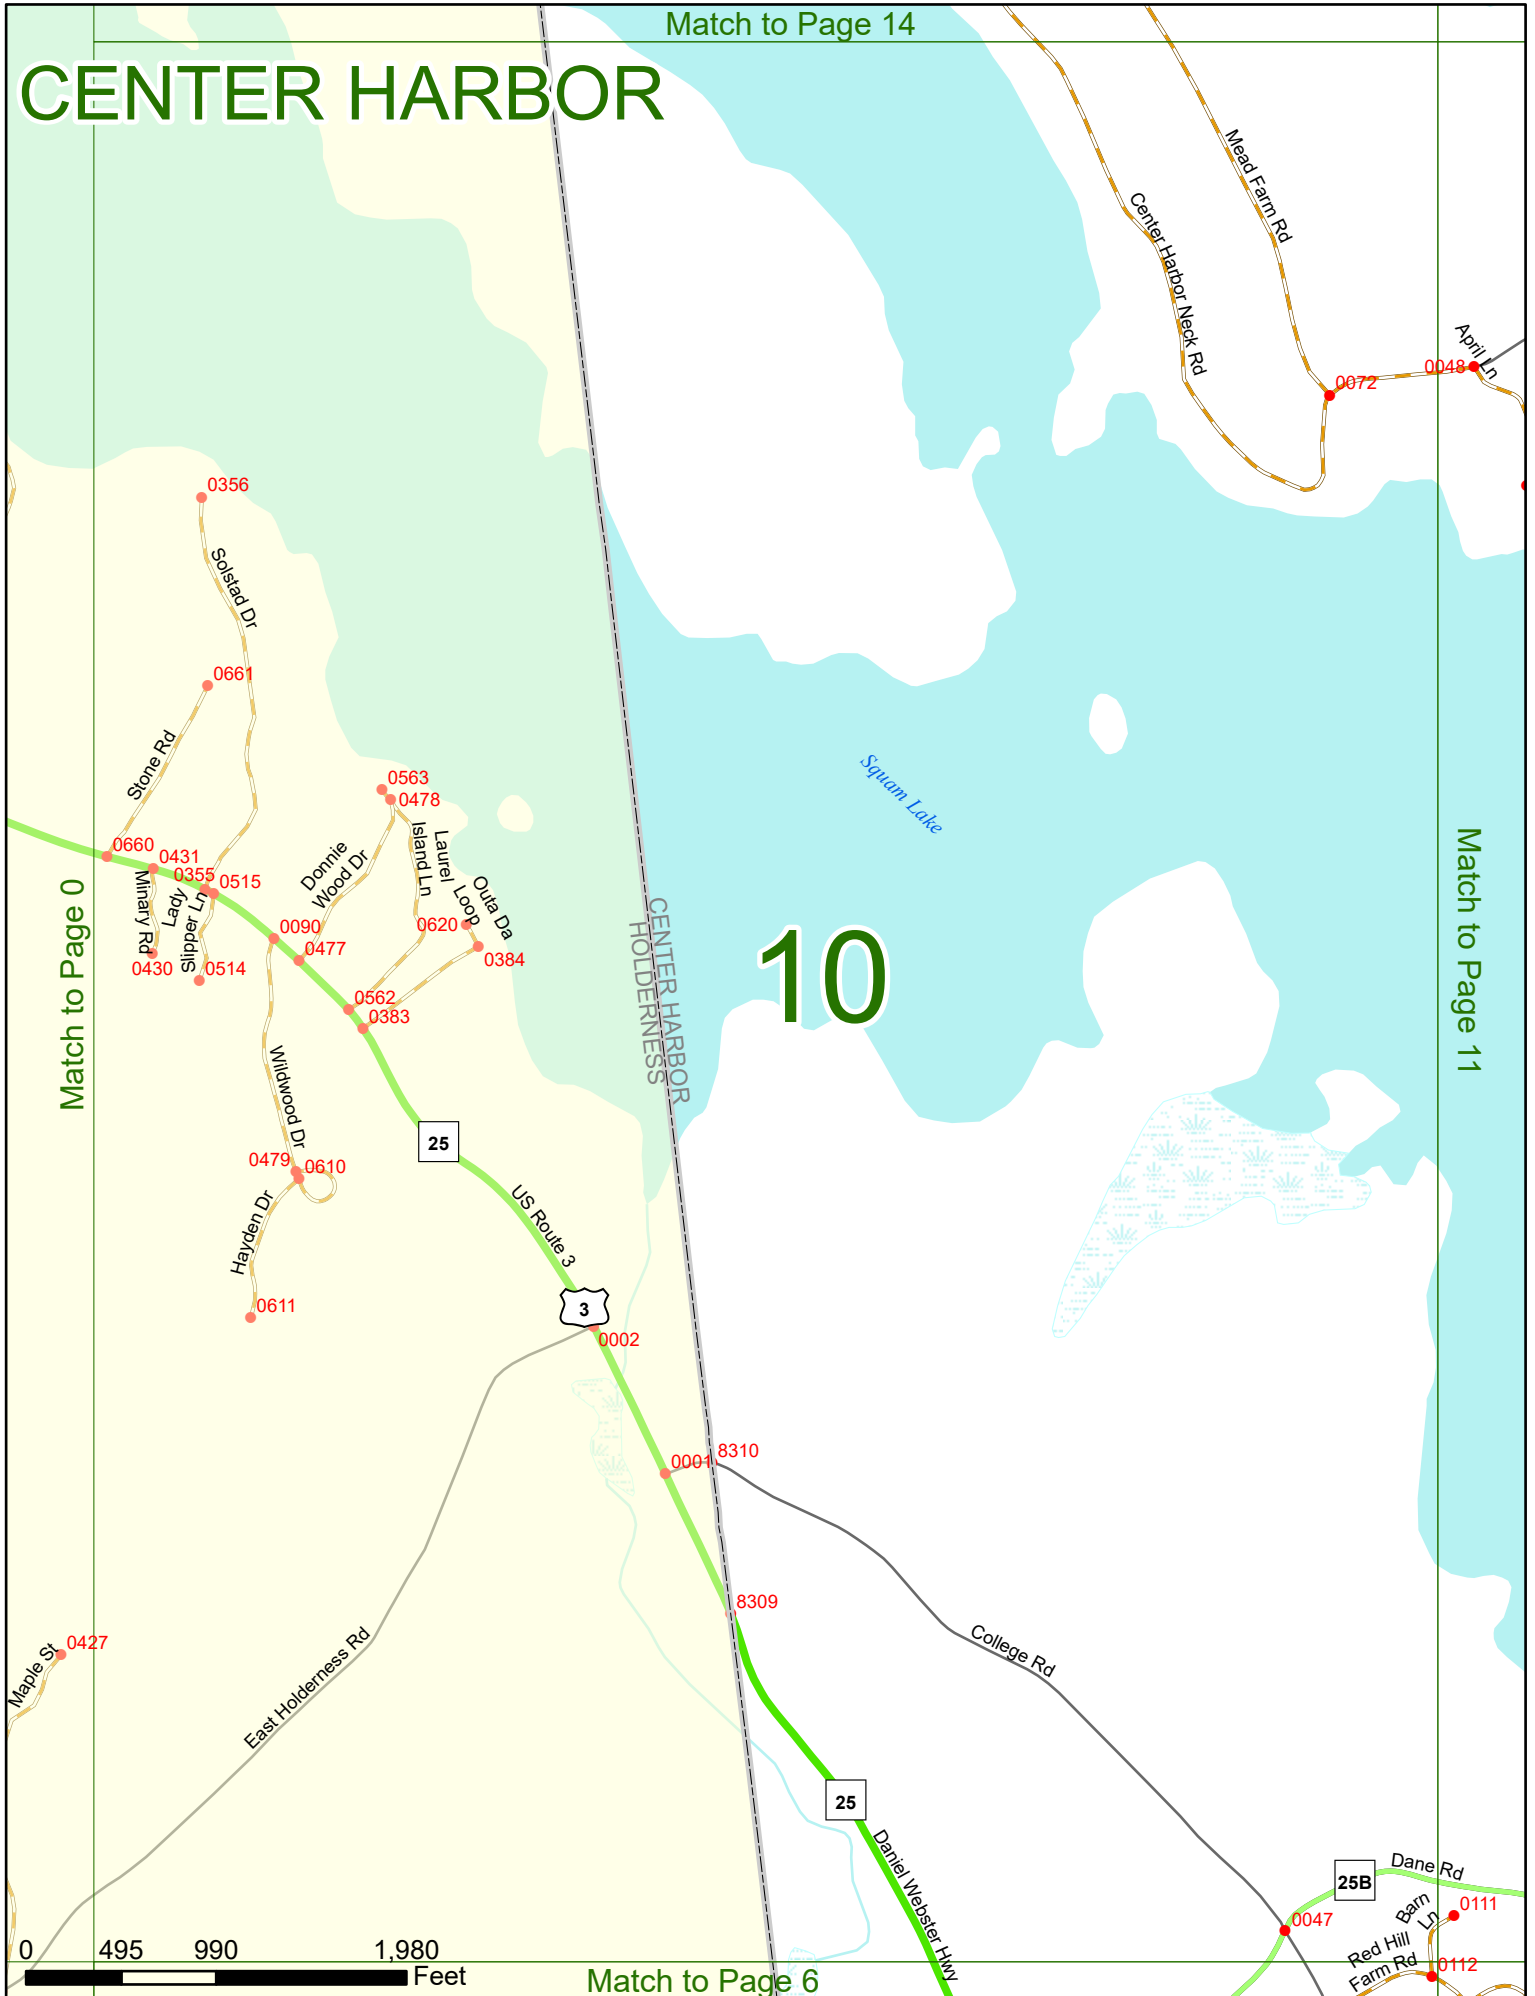 Match to Page 14
CENTER HARBOR
Mead Farm Rd
Center Harbor Neck Rd
April Ln
0048
0072
0356
Solstad Dr
0661
Stone Rd
Squam Lake
0563
0478
Donnie
Wood Dr
Island Ln
Laurel
Loop
Outa Da
0660
0431
0355
0515
Minary Rd
Lady
Slipper Ln
0430
0514
0090
0477
0620
0384
0562
0383
CENTER HARBOR
HOLDERNESS
10
Match to Page 0
Match to Page 11
Wildwood Dr
25
0479
0610
Hayden Dr
US Route 3
0611
3
0002
0001
8310
8309
College Rd
0427
Maple St
East Holderness Rd
25
Daniel Webster Hwy
Dane Rd
25B
0047
Barn
Ln
0111
Red Hill
Farm Rd
0112
0 495 990 1,980
Feet
Match to Page 6